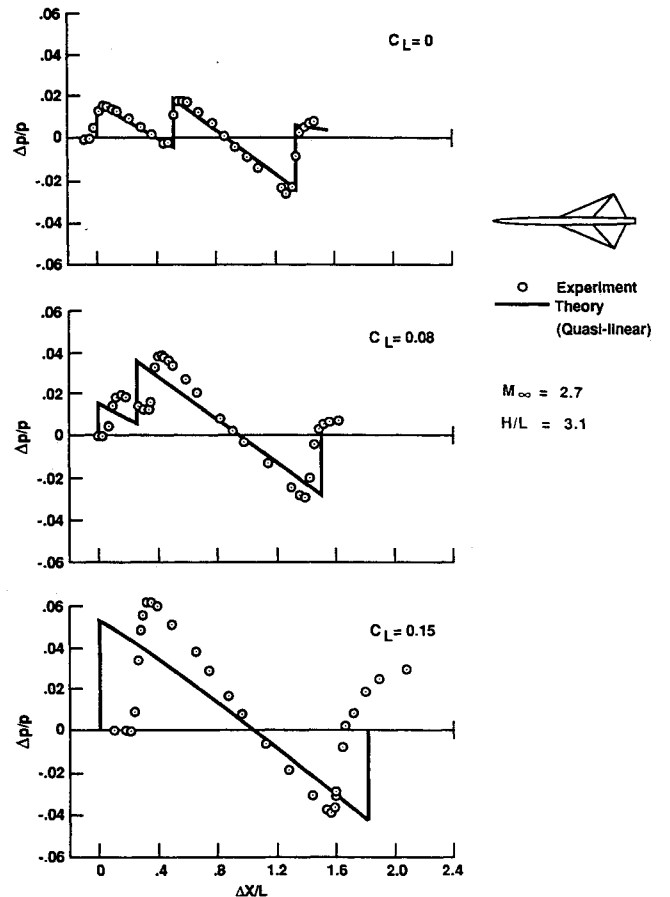 .06
.04
.02
0
-.02
-.04
-.06
Δp/p
C L = 0
Experiment
Theory
(Quasi-linear)
M∞ = 2.7
H/L = 3.1
.06
.04
.02
0
-.02
-.04
-.06
Δp/p
C L = 0.08
.06
.04
.02
0
-.02
-.04
-.06
Δp/p
C L = 0.15
0 .4 .8 1.2 1.6 2.0 2.4
ΔX/L